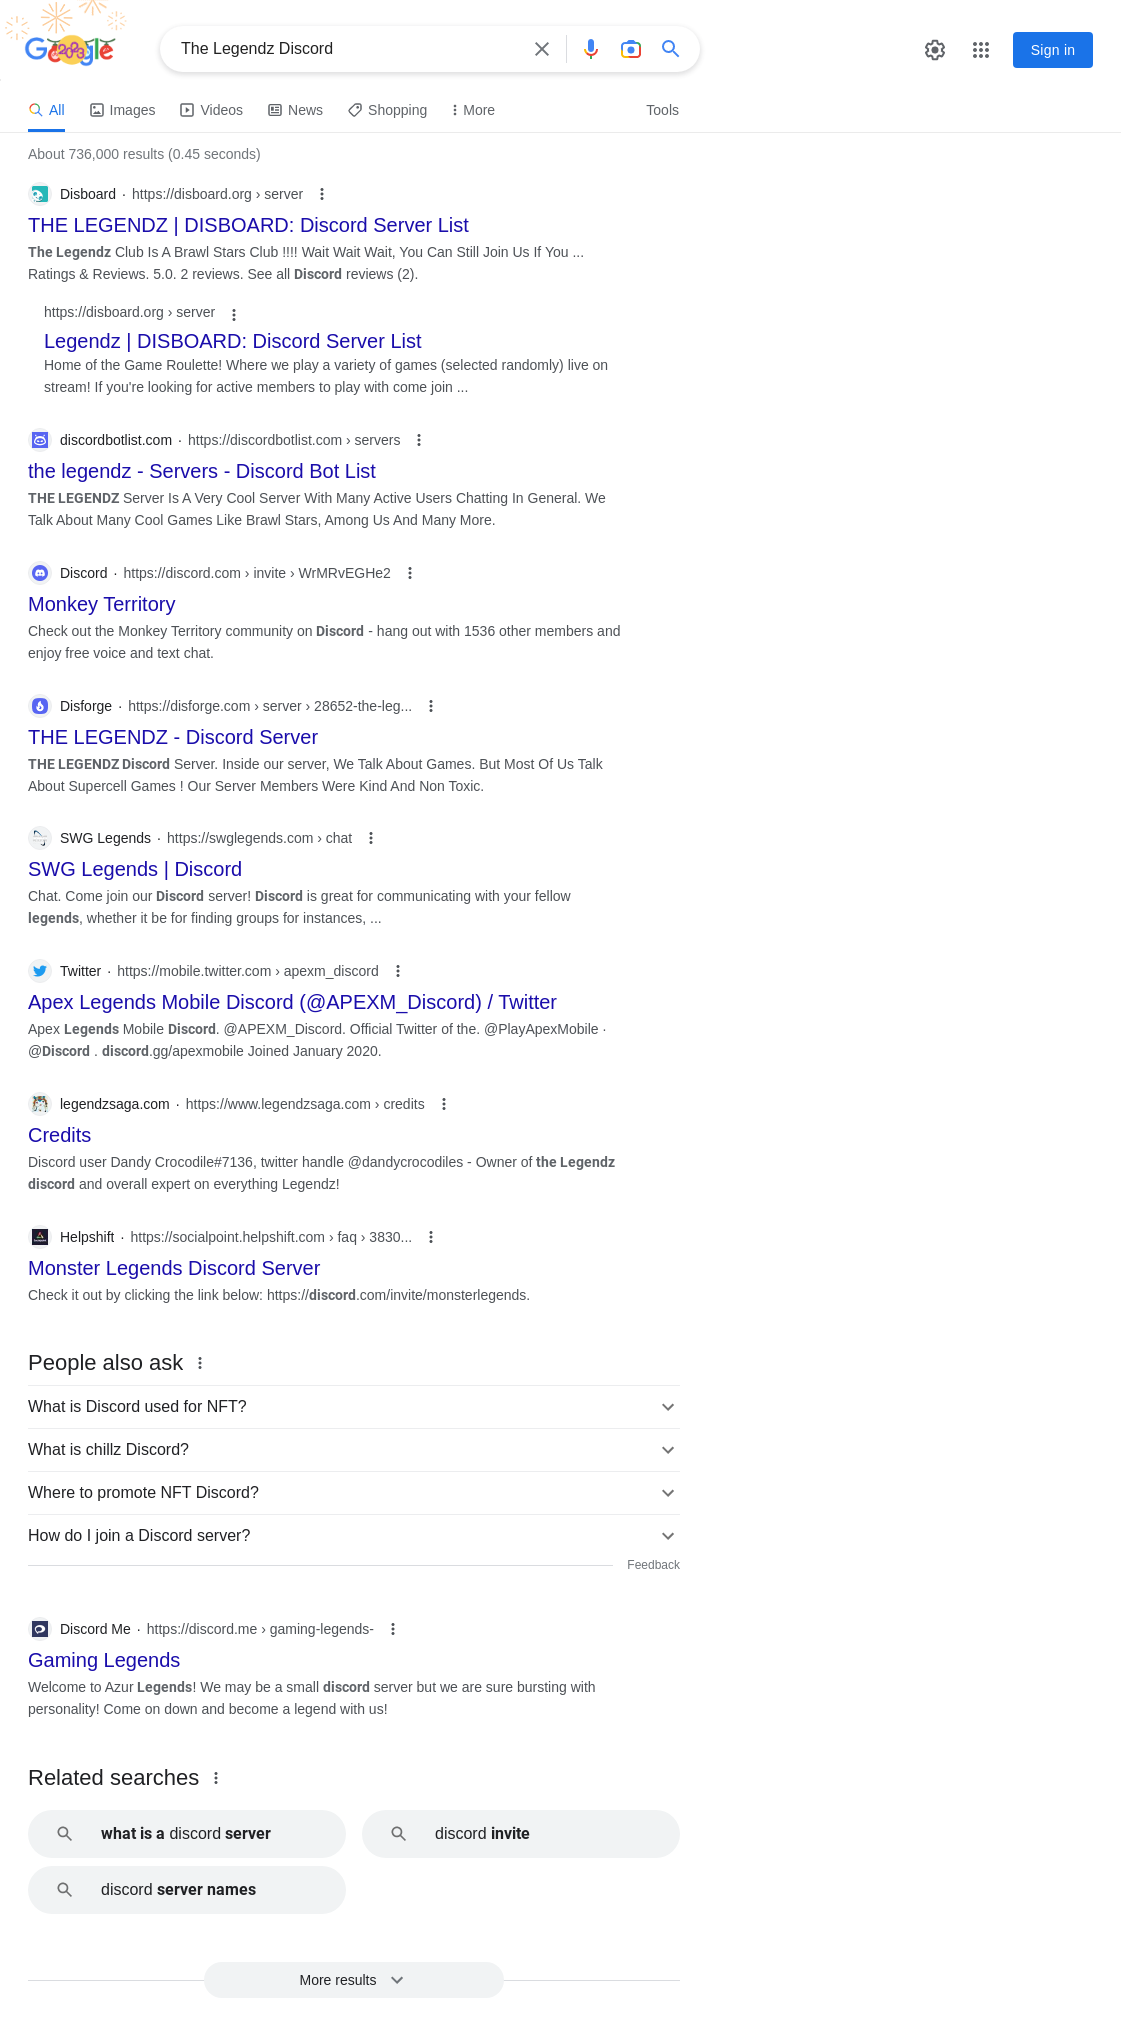 Google
2023
The Legendz Discord
Sign in
All
Images
Videos
News
Shopping
More
Tools
About 736,000 results (0.45 seconds)
Disboard · https://disboard.org › server
THE LEGENDZ | DISBOARD: Discord Server List
The Legendz Club Is A Brawl Stars Club !!!! Wait Wait Wait, You Can Still Join Us If You ...
Ratings & Reviews. 5.0. 2 reviews. See all Discord reviews (2).
https://disboard.org › server
Legendz | DISBOARD: Discord Server List
Home of the Game Roulette! Where we play a variety of games (selected randomly) live on
stream! If you're looking for active members to play with come join ...
discordbotlist.com · https://discordbotlist.com › servers
the legendz - Servers - Discord Bot List
THE LEGENDZ Server Is A Very Cool Server With Many Active Users Chatting In General. We
Talk About Many Cool Games Like Brawl Stars, Among Us And Many More.
Discord · https://discord.com › invite › WrMRvEGHe2
Monkey Territory
Check out the Monkey Territory community on Discord - hang out with 1536 other members and
enjoy free voice and text chat.
Disforge · https://disforge.com › server › 28652-the-leg...
THE LEGENDZ - Discord Server
THE LEGENDZ Discord Server. Inside our server, We Talk About Games. But Most Of Us Talk
About Supercell Games ! Our Server Members Were Kind And Non Toxic.
SWG Legends · https://swglegends.com › chat
SWG Legends | Discord
Chat. Come join our Discord server! Discord is great for communicating with your fellow
legends, whether it be for finding groups for instances, ...
Twitter · https://mobile.twitter.com › apexm_discord
Apex Legends Mobile Discord (@APEXM_Discord) / Twitter
Apex Legends Mobile Discord. @APEXM_Discord. Official Twitter of the. @PlayApexMobile ·
@Discord . discord.gg/apexmobile Joined January 2020.
legendzsaga.com · https://www.legendzsaga.com › credits
Credits
Discord user Dandy Crocodile#7136, twitter handle @dandycrocodiles - Owner of the Legendz
discord and overall expert on everything Legendz!
Helpshift · https://socialpoint.helpshift.com › faq › 3830...
Monster Legends Discord Server
Check it out by clicking the link below: https://discord.com/invite/monsterlegends.
People also ask
What is Discord used for NFT?
What is chillz Discord?
Where to promote NFT Discord?
How do I join a Discord server?
Feedback
Discord Me · https://discord.me › gaming-legends-
Gaming Legends
Welcome to Azur Legends! We may be a small discord server but we are sure bursting with
personality! Come on down and become a legend with us!
Related searches
what is a discord server
discord invite
discord server names
More results